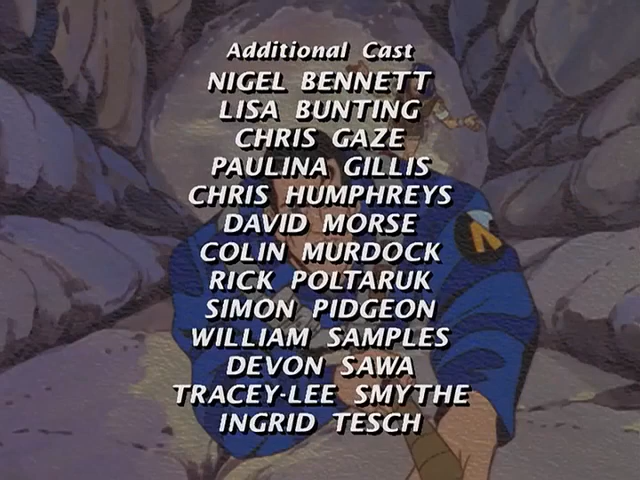 Additional Cast
NIGEL BENNETT
LISA BUNTING
CHRIS GAZE
PAULINA GILLIS
CHRIS HUMPHREYS
DAVID MORSE
COLIN MURDOCK
RICK POLTARUK
SIMON PIDGEON
WILLIAM SAMPLES
DEVON SAWA
TRACEY-LEE SMYTHE
INGRID TESCH